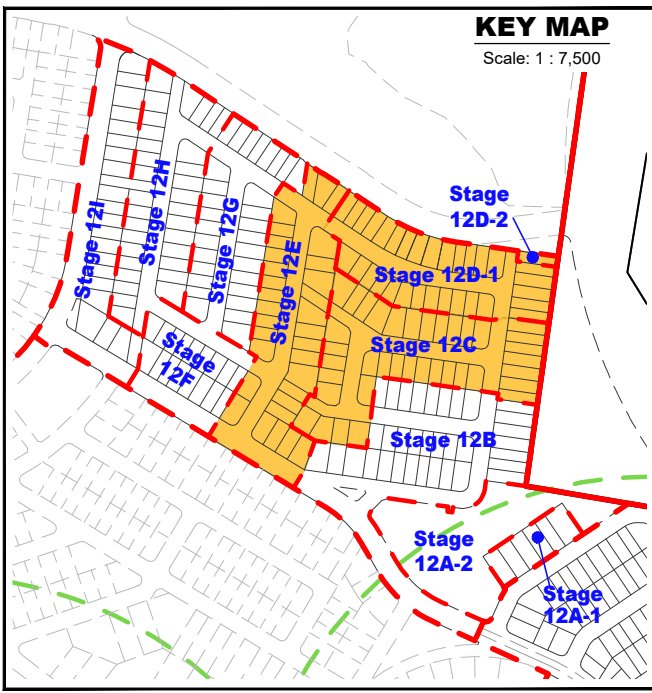 KEY MAP
Scale: 1 : 7,500
Stage
12D-2
Stage 12I
Stage 12H
Stage 12G
Stage 12E
Stage 12D-1
Stage 12C
Stage
12F
Stage 12B
Stage
12A-2
Stage
12A-1